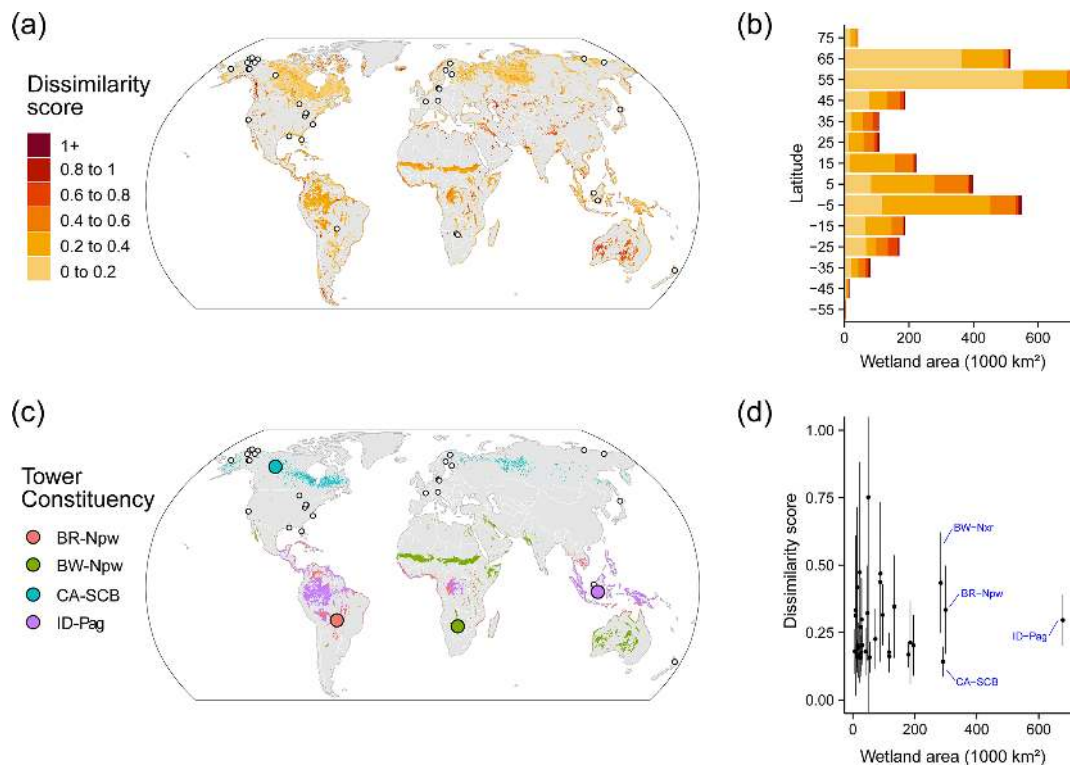 (a)
Dissimilarity
score
1+
0.8 to 1
0.6 to 0.8
0.4 to 0.6
0.2 to 0.4
0 to 0.2
(b)
Latitude
75
65
55
45
35
25
15
5
−5
−15
−25
−35
−45
−55
0 200 400 600
Wetland area (1000 km²)
(c)
Tower
Constituency
BR-Npw
BW-Npw
CA-SCB
ID-Pag
(d)
Dissimilarity score
1.00
0.75
0.50
0.25
0.00
BW-Nxr
BR-Npw
ID-Pag
CA-SCB
0 200 400 600
Wetland area (1000 km²)